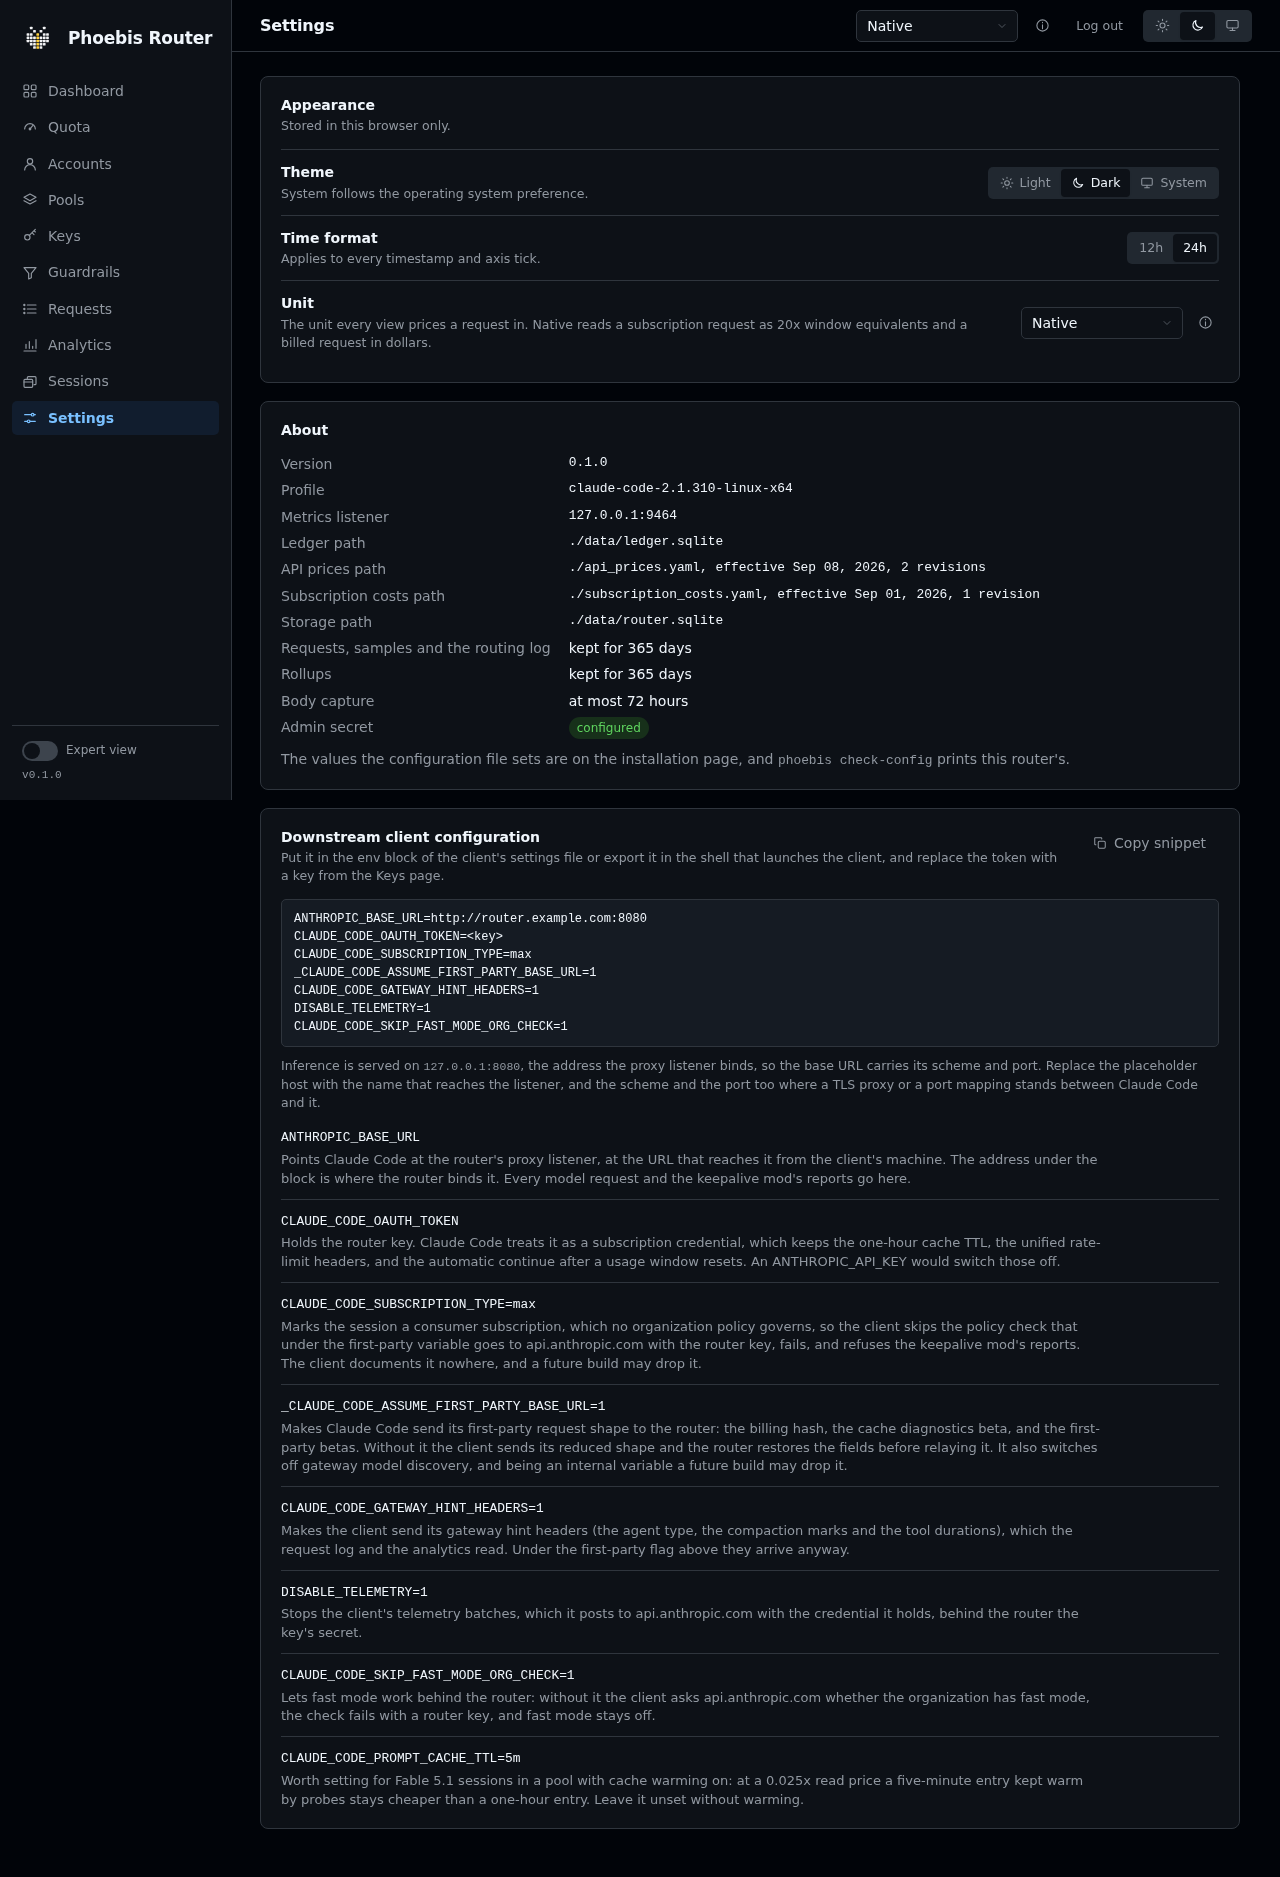 Phoebis Router
Settings
Native
Log out
Dashboard
Quota
Accounts
Pools
Keys
Guardrails
Requests
Analytics
Sessions
Settings
Expert view
v0.1.0
Appearance
Stored in this browser only.
Theme
System follows the operating system preference.
Light Dark System
Time format
Applies to every timestamp and axis tick.
12h 24h
Unit
The unit every view prices a request in. Native reads a subscription request as 20x window equivalents and a
billed request in dollars.
Native
About
Version 0.1.0
Profile claude-code-2.1.310-linux-x64
Metrics listener 127.0.0.1:9464
Ledger path ./data/ledger.sqlite
API prices path ./api_prices.yaml, effective Sep 08, 2026, 2 revisions
Subscription costs path ./subscription_costs.yaml, effective Sep 01, 2026, 1 revision
Storage path ./data/router.sqlite
Requests, samples and the routing log kept for 365 days
Rollups kept for 365 days
Body capture at most 72 hours
Admin secret configured
The values the configuration file sets are on the installation page, and phoebis check-config prints this router's.
Downstream client configuration
Copy snippet
Put it in the env block of the client's settings file or export it in the shell that launches the client, and replace the token with
a key from the Keys page.
ANTHROPIC_BASE_URL=http://router.example.com:8080
CLAUDE_CODE_OAUTH_TOKEN=<key>
CLAUDE_CODE_SUBSCRIPTION_TYPE=max
_CLAUDE_CODE_ASSUME_FIRST_PARTY_BASE_URL=1
CLAUDE_CODE_GATEWAY_HINT_HEADERS=1
DISABLE_TELEMETRY=1
CLAUDE_CODE_SKIP_FAST_MODE_ORG_CHECK=1
Inference is served on 127.0.0.1:8080, the address the proxy listener binds, so the base URL carries its scheme and port. Replace the placeholder
host with the name that reaches the listener, and the scheme and the port too where a TLS proxy or a port mapping stands between Claude Code
and it.
ANTHROPIC_BASE_URL
Points Claude Code at the router's proxy listener, at the URL that reaches it from the client's machine. The address under the
block is where the router binds it. Every model request and the keepalive mod's reports go here.
CLAUDE_CODE_OAUTH_TOKEN
Holds the router key. Claude Code treats it as a subscription credential, which keeps the one-hour cache TTL, the unified rate-
limit headers, and the automatic continue after a usage window resets. An ANTHROPIC_API_KEY would switch those off.
CLAUDE_CODE_SUBSCRIPTION_TYPE=max
Marks the session a consumer subscription, which no organization policy governs, so the client skips the policy check that
under the first-party variable goes to api.anthropic.com with the router key, fails, and refuses the keepalive mod's reports.
The client documents it nowhere, and a future build may drop it.
_CLAUDE_CODE_ASSUME_FIRST_PARTY_BASE_URL=1
Makes Claude Code send its first-party request shape to the router: the billing hash, the cache diagnostics beta, and the first-
party betas. Without it the client sends its reduced shape and the router restores the fields before relaying it. It also switches
off gateway model discovery, and being an internal variable a future build may drop it.
CLAUDE_CODE_GATEWAY_HINT_HEADERS=1
Makes the client send its gateway hint headers (the agent type, the compaction marks and the tool durations), which the
request log and the analytics read. Under the first-party flag above they arrive anyway.
DISABLE_TELEMETRY=1
Stops the client's telemetry batches, which it posts to api.anthropic.com with the credential it holds, behind the router the
key's secret.
CLAUDE_CODE_SKIP_FAST_MODE_ORG_CHECK=1
Lets fast mode work behind the router: without it the client asks api.anthropic.com whether the organization has fast mode,
the check fails with a router key, and fast mode stays off.
CLAUDE_CODE_PROMPT_CACHE_TTL=5m
Worth setting for Fable 5.1 sessions in a pool with cache warming on: at a 0.025x read price a five-minute entry kept warm
by probes stays cheaper than a one-hour entry. Leave it unset without warming.